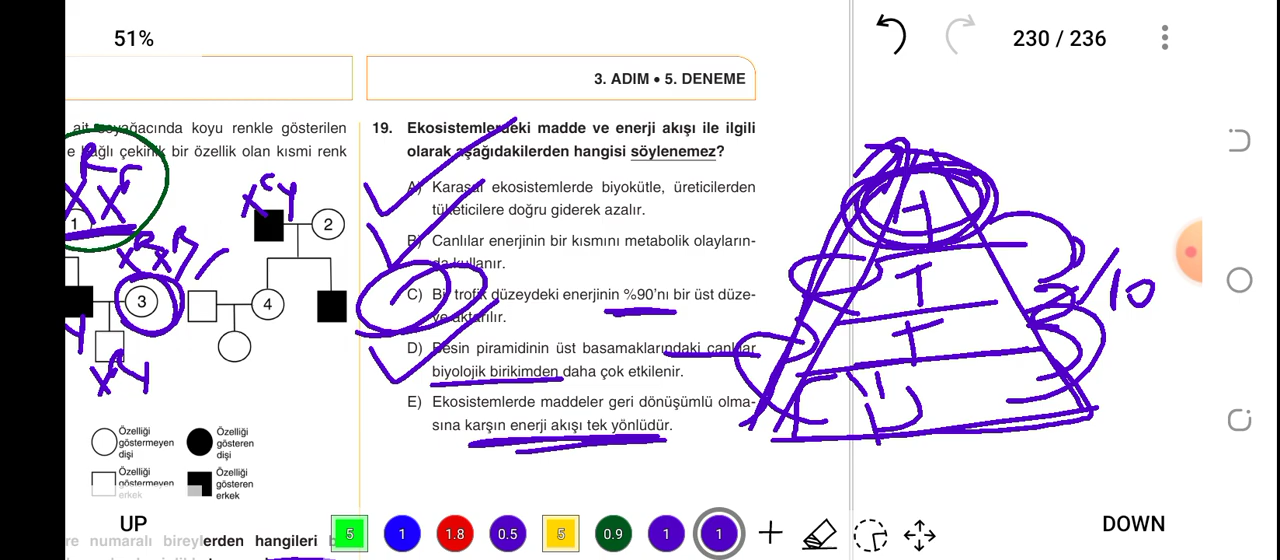 51%
230 / 236
3. ADIM • 5. DENEME
ait soyağacında koyu renkle gösterilen
e bağlı çekinik bir özellik olan kısmi renk
1
2
3
4
Özelliği
göstermeyen
dişi
Özelliği
gösteren
dişi
Özelliği
göstermeyen
erkek
Özelliği
gösteren
erkek
UP
re numaralı bireylerden hangileri b
19. Ekosistemlerdeki madde ve enerji akışı ile ilgili
olarak aşağıdakilerden hangisi söylenemez?
A) Karasal ekosistemlerde biyokütle, üreticilerden
tüketicilere doğru giderek azalır.
B) Canlılar enerjinin bir kısmını metabolik olayların-
da kullanır.
C) Bir trofik düzeydeki enerjinin %90’nı bir üst düze-
ye aktarılır.
D) Besin piramidinin üst basamaklarındaki canlılar
biyolojik birikimden daha çok etkilenir.
E) Ekosistemlerde maddeler geri dönüşümlü olma-
sına karşın enerji akışı tek yönlüdür.
%10
T
T
T
Ü
DOWN
5
1
1.8
0.5
5
0.9
1
1